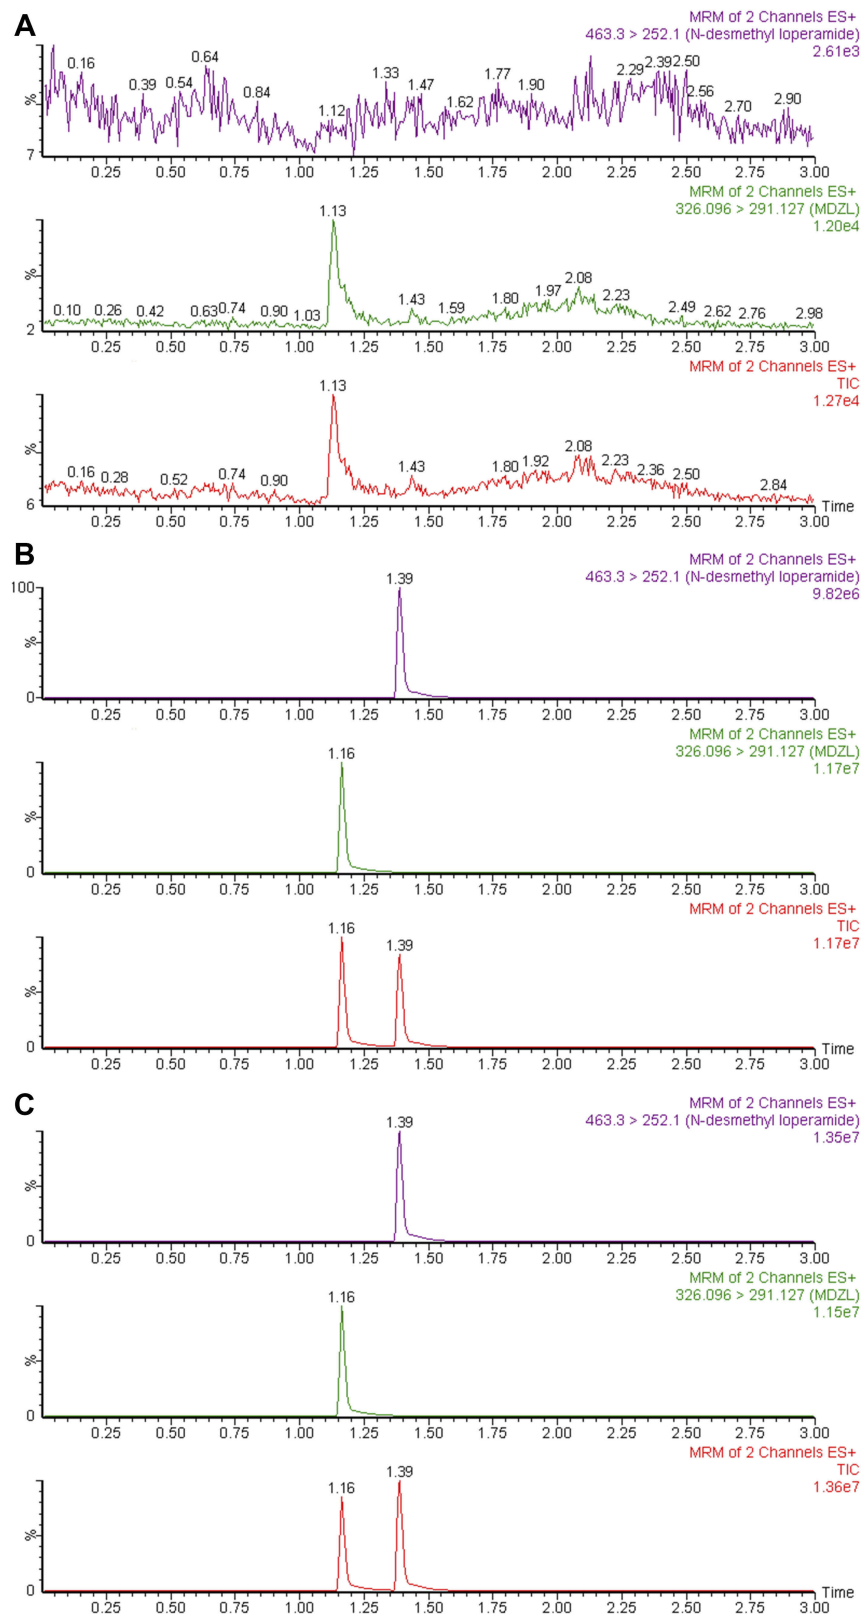 A
MRM of 2 Channels ES+
463.3 > 252.1 (N-desmethyl loperamide)
2.61e3
0.16 0.39 0.54 0.64 0.84 1.12 1.33 1.47 1.62 1.77 1.90 2.29 2.39 2.50 2.56 2.70 2.90
%
7
0.25 0.50 0.75 1.00 1.25 1.50 1.75 2.00 2.25 2.50 2.75 3.00
MRM of 2 Channels ES+
326.096 > 291.127 (MDZL)
1.20e4
1.13
0.10 0.26 0.42 0.63 0.74 0.90 1.03 1.43 1.59 1.80 1.97 2.08 2.23 2.49 2.62 2.76 2.98
%
2
0.25 0.50 0.75 1.00 1.25 1.50 1.75 2.00 2.25 2.50 2.75 3.00
MRM of 2 Channels ES+
TIC
1.27e4
1.13
0.16 0.28 0.52 0.74 0.90 1.43 1.80 1.92 2.08 2.23 2.36 2.50 2.84
%
6
Time
0.25 0.50 0.75 1.00 1.25 1.50 1.75 2.00 2.25 2.50 2.75 3.00
B
MRM of 2 Channels ES+
463.3 > 252.1 (N-desmethyl loperamide)
9.82e6
1.39
100
%
0
0.25 0.50 0.75 1.00 1.25 1.50 1.75 2.00 2.25 2.50 2.75 3.00
MRM of 2 Channels ES+
326.096 > 291.127 (MDZL)
1.17e7
1.16
%
0
0.25 0.50 0.75 1.00 1.25 1.50 1.75 2.00 2.25 2.50 2.75 3.00
MRM of 2 Channels ES+
TIC
1.17e7
1.16 1.39
%
0
Time
0.25 0.50 0.75 1.00 1.25 1.50 1.75 2.00 2.25 2.50 2.75 3.00
C
MRM of 2 Channels ES+
463.3 > 252.1 (N-desmethyl loperamide)
1.35e7
1.39
%
0
0.25 0.50 0.75 1.00 1.25 1.50 1.75 2.00 2.25 2.50 2.75 3.00
MRM of 2 Channels ES+
326.096 > 291.127 (MDZL)
1.15e7
1.16
%
0
0.25 0.50 0.75 1.00 1.25 1.50 1.75 2.00 2.25 2.50 2.75 3.00
MRM of 2 Channels ES+
TIC
1.36e7
1.16 1.39
%
0
Time
0.25 0.50 0.75 1.00 1.25 1.50 1.75 2.00 2.25 2.50 2.75 3.00